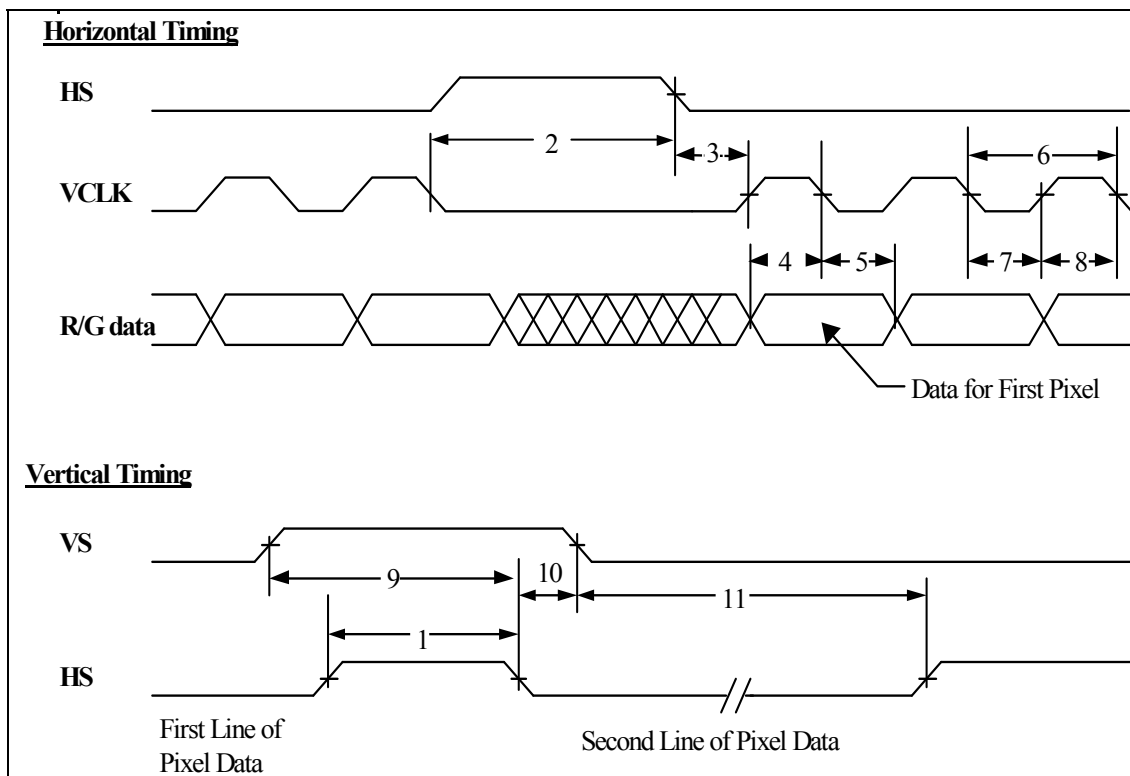 Horizontal Timing
HS
2
3
6
VCLK
4
5
7
8
R/G data
Data for First Pixel
Vertical Timing
VS
9
10
11
1
HS
First Line of
Pixel Data
Second Line of Pixel Data